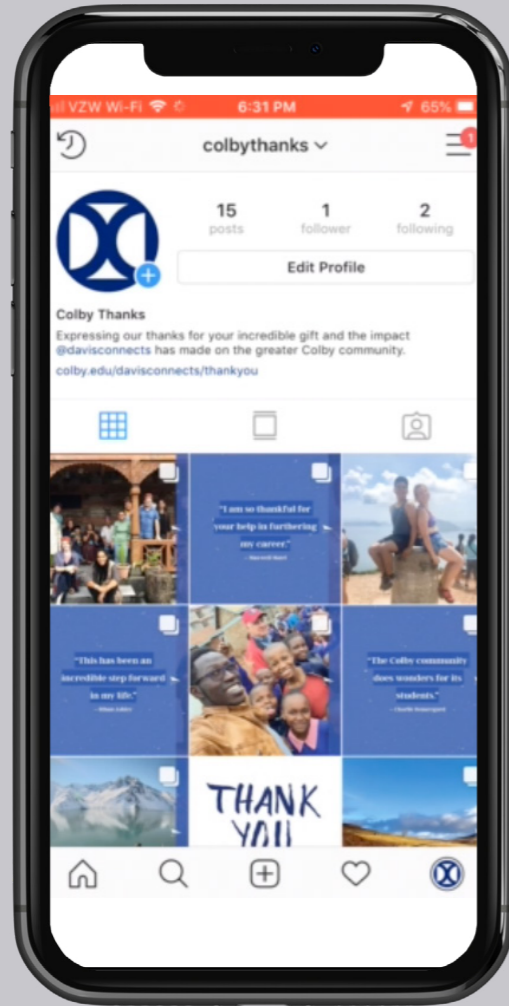 VZW Wi-Fi 6:31 PM 65%
colbythanks
1
15 1 2
posts follower following
Edit Profile
Colby Thanks
Expressing our thanks for your incredible gift and the impact
@davisconnects has made on the greater Colby community.
colby.edu/davisconnects/thankyou
"I am so thankful for
your help in furthering
my career."
"This has been an
incredible step forward
in my life."
"The Colby community
does wonders for its
students."
THANK
YOU